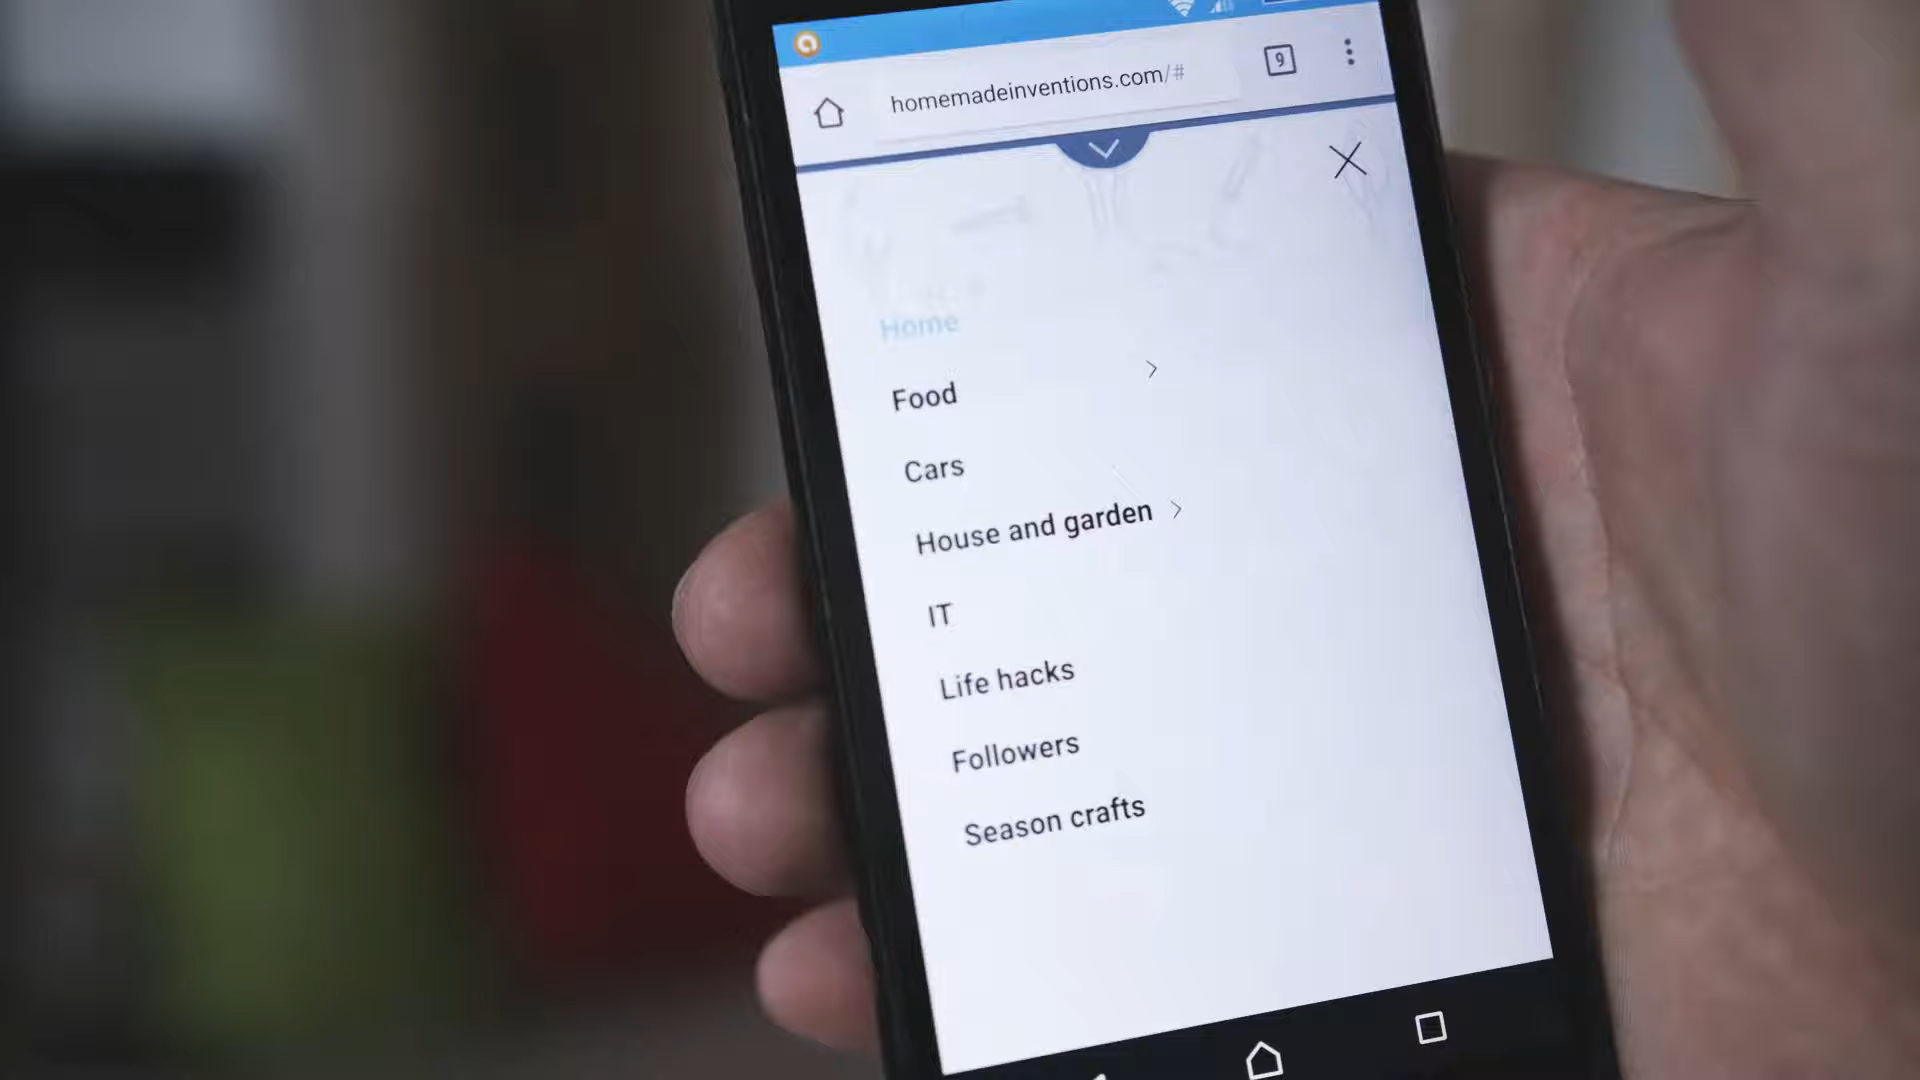 homemadeinventions.com/#
9
Home
Food
Cars
House and garden
IT
Life hacks
Followers
Season crafts